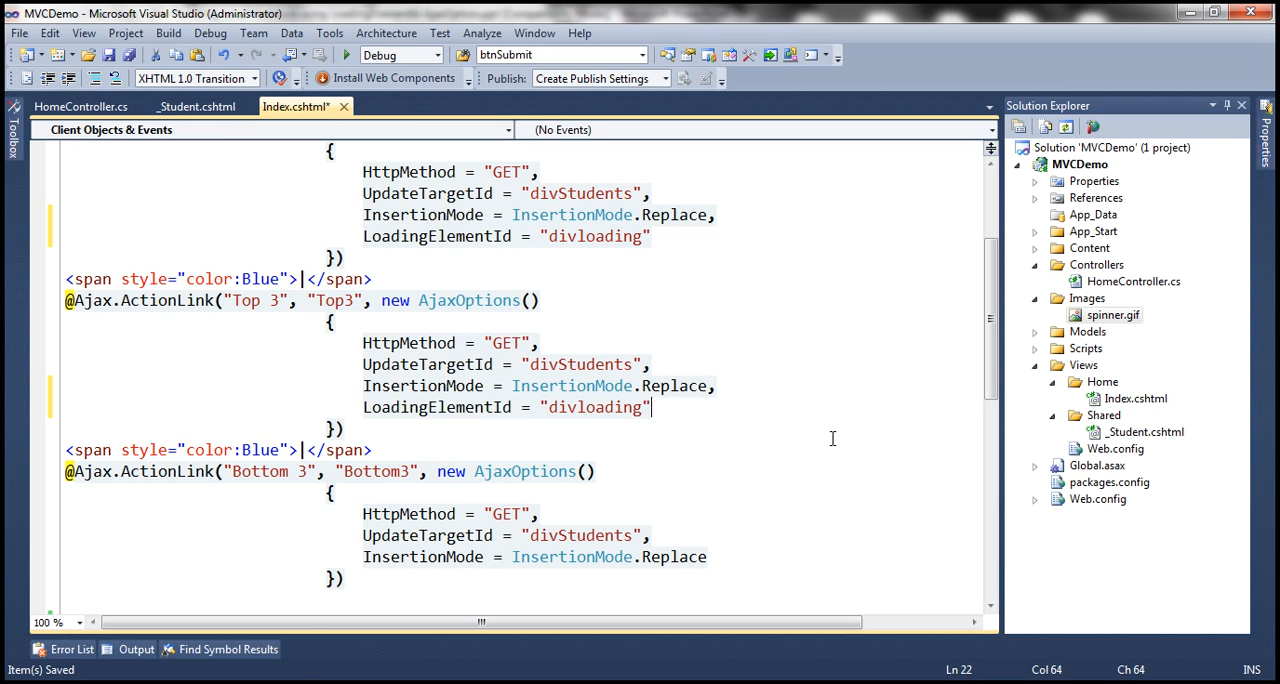 MVCDemo - Microsoft Visual Studio (Administrator)
File Edit View Project Build Debug Team Data Tools Architecture Test Analyze Window Help
Debug btnSubmit
XHTML 1.0 Transition Install Web Components Publish: Create Publish Settings
HomeController.cs _Student.cshtml Index.cshtml*
Client Objects & Events (No Events)
{
HttpMethod = "GET",
UpdateTargetId = "divStudents",
InsertionMode = InsertionMode.Replace,
LoadingElementId = "divloading"
})
<span style="color:Blue">|</span>
@Ajax.ActionLink("Top 3", "Top3", new AjaxOptions()
{
HttpMethod = "GET",
UpdateTargetId = "divStudents",
InsertionMode = InsertionMode.Replace,
LoadingElementId = "divloading"
})
<span style="color:Blue">|</span>
@Ajax.ActionLink("Bottom 3", "Bottom3", new AjaxOptions()
{
HttpMethod = "GET",
UpdateTargetId = "divStudents",
InsertionMode = InsertionMode.Replace
})
100 %
Toolbox
Solution Explorer
Solution 'MVCDemo' (1 project)
MVCDemo
Properties
References
App_Data
App_Start
Content
Controllers
HomeController.cs
Images
spinner.gif
Models
Scripts
Views
Home
Index.cshtml
Shared
_Student.cshtml
Web.config
Global.asax
packages.config
Web.config
Properties
Error List Output Find Symbol Results
Item(s) Saved Ln 22 Col 64 Ch 64 INS